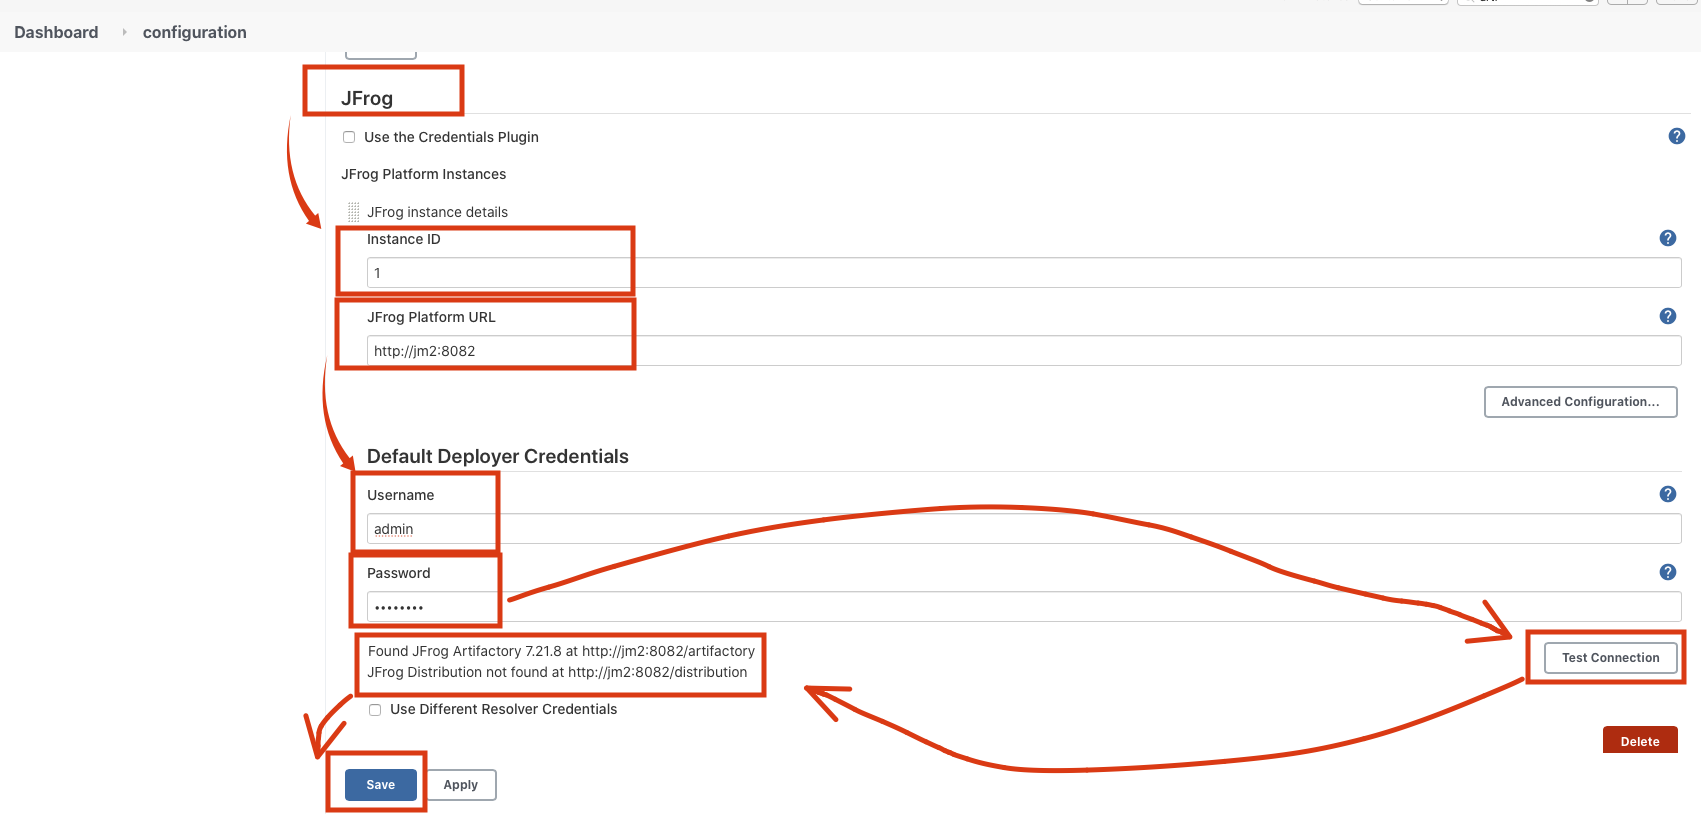 Dashboard configuration
JFrog
Use the Credentials Plugin
?
JFrog Platform Instances
JFrog instance details
Instance ID
?
1
JFrog Platform URL
?
http://jm2:8082
Advanced Configuration...
Default Deployer Credentials
Username
?
admin
Password
?
••••••••
Found JFrog Artifactory 7.21.8 at http://jm2:8082/artifactory
JFrog Distribution not found at http://jm2:8082/distribution
Test Connection
Use Different Resolver Credentials
Delete
Save Apply